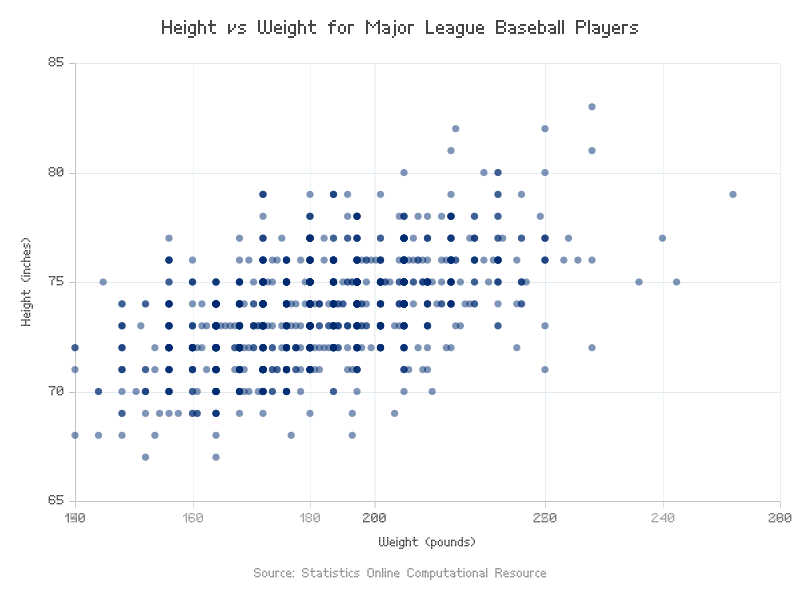 Height vs Weight for Major League Baseball Players
85
80
75
70
65
Height (inches)
160 180 200 240
Weight (pounds)
Source: Statistics Online Computational Resource